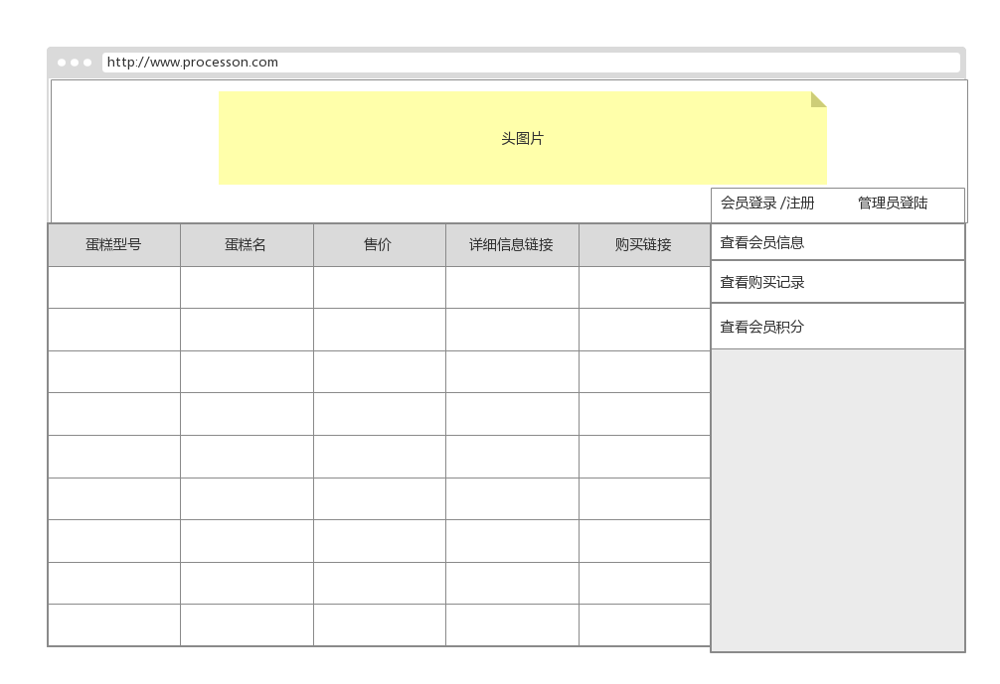 http://www.processon.com
头图片
会员登录 /注册 管理员登陆
蛋糕型号 蛋糕名 售价 详细信息链接 购买链接
查看会员信息
查看购买记录
查看会员积分